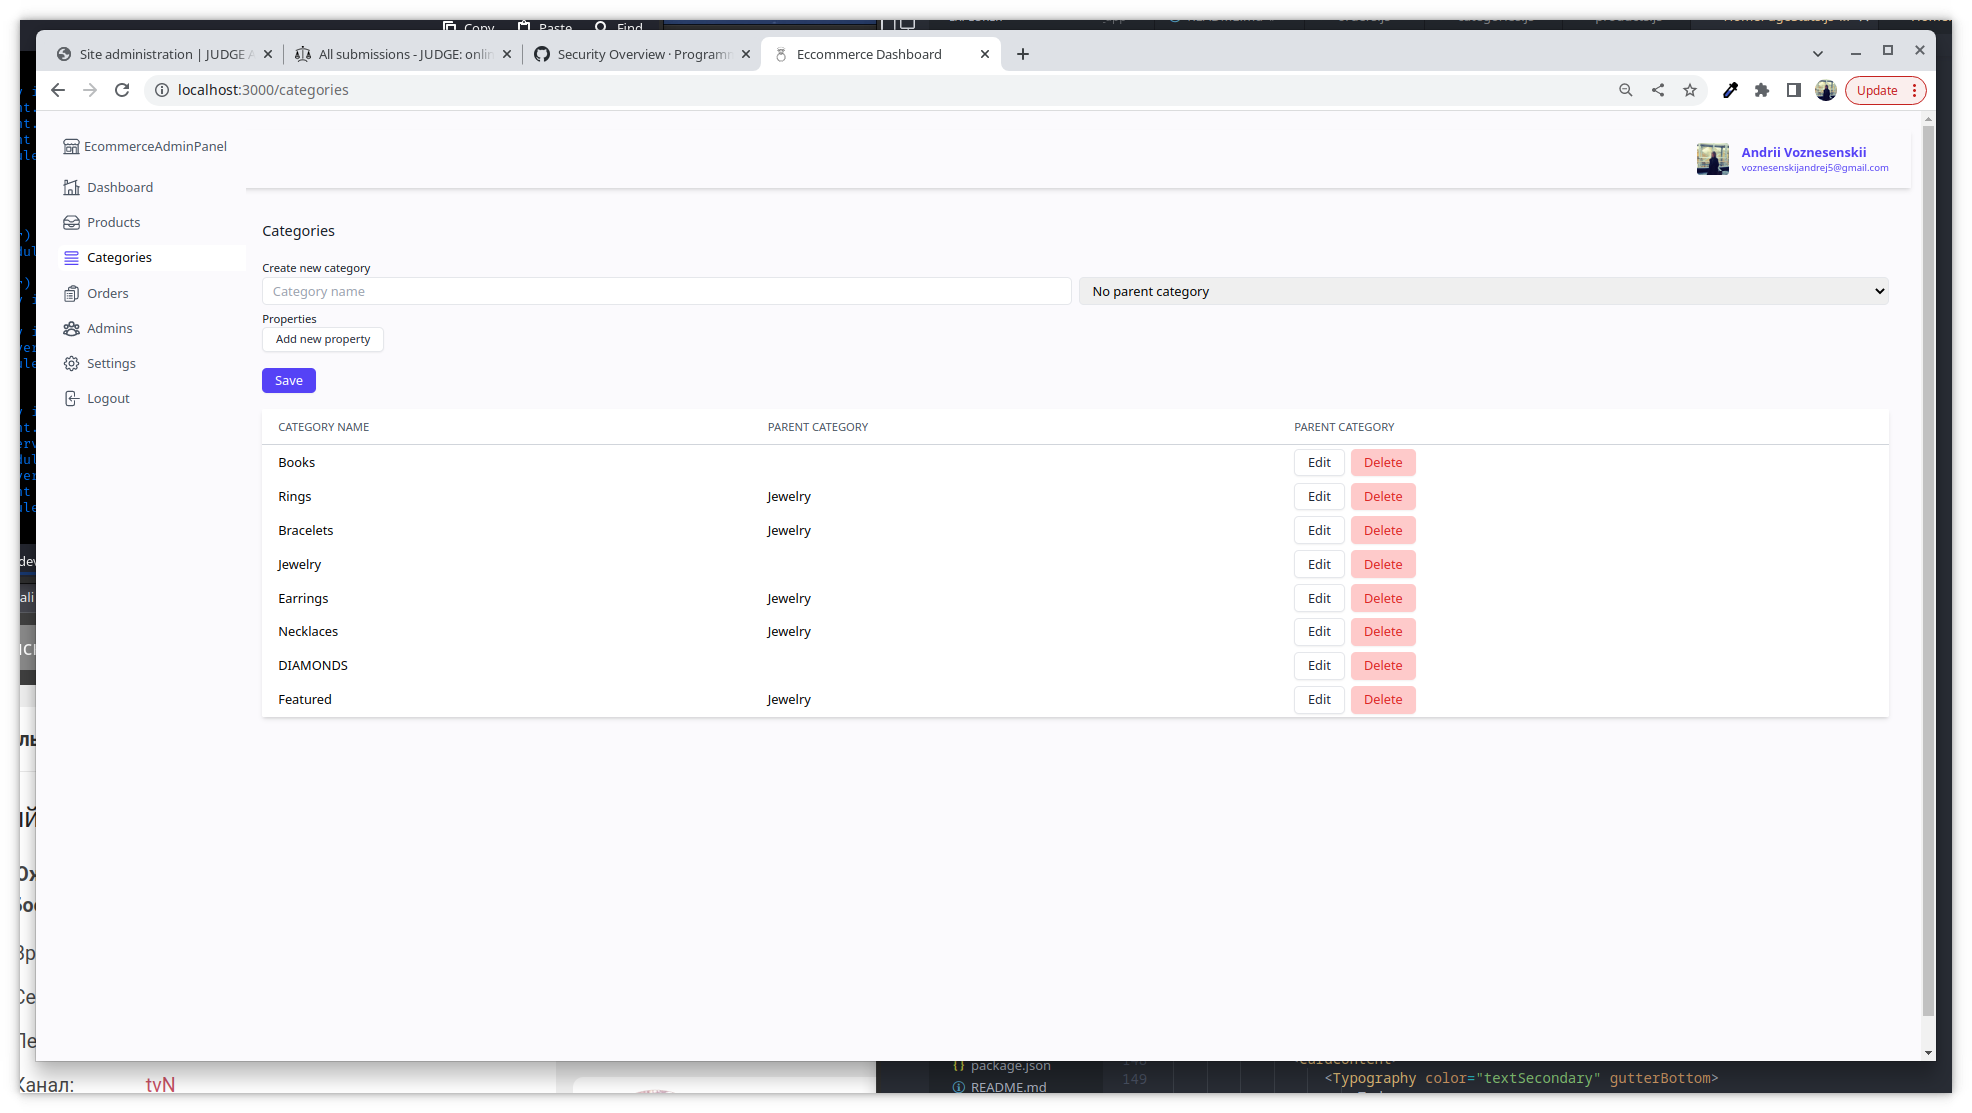 Copy Paste Find
Site administration | JUDGE A
All submissions - JUDGE: onlin
Security Overview · Programm
Eccommerce Dashboard
localhost:3000/categories
Update
EcommerceAdminPanel
Andrii Voznesenskii
voznesenskijandrej5@gmail.com
Dashboard
Products
Categories
Orders
Admins
Settings
Logout
Categories
Create new category
Category name
No parent category
Properties
Add new property
Save
CATEGORY NAME PARENT CATEGORY PARENT CATEGORY
Books Edit Delete
Rings Jewelry Edit Delete
Bracelets Jewelry Edit Delete
Jewelry Edit Delete
Earrings Jewelry Edit Delete
Necklaces Jewelry Edit Delete
DIAMONDS Edit Delete
Featured Jewelry Edit Delete
Канал: tvN
{} package.json
README.md
149 <Typography color="textSecondary" gutterBottom>